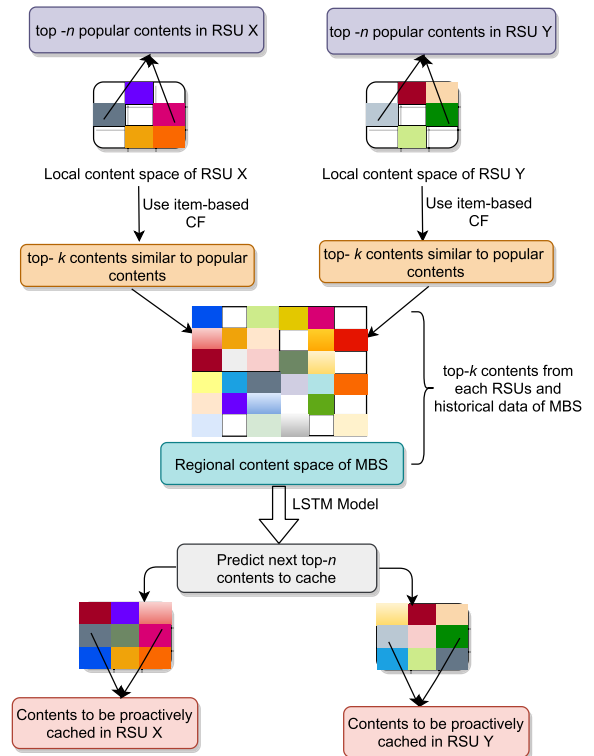 top -n popular contents in RSU X
top -n popular contents in RSU Y
Local content space of RSU X
Local content space of RSU Y
Use item-based
CF
Use item-based
CF
top- k contents similar to popular
contents
top- k contents similar to popular
contents
top-k contents from
each RSUs and
historical data of MBS
Regional content space of MBS
LSTM Model
Predict next top-n
contents to cache
Contents to be proactively
cached in RSU X
Contents to be proactively
cached in RSU Y